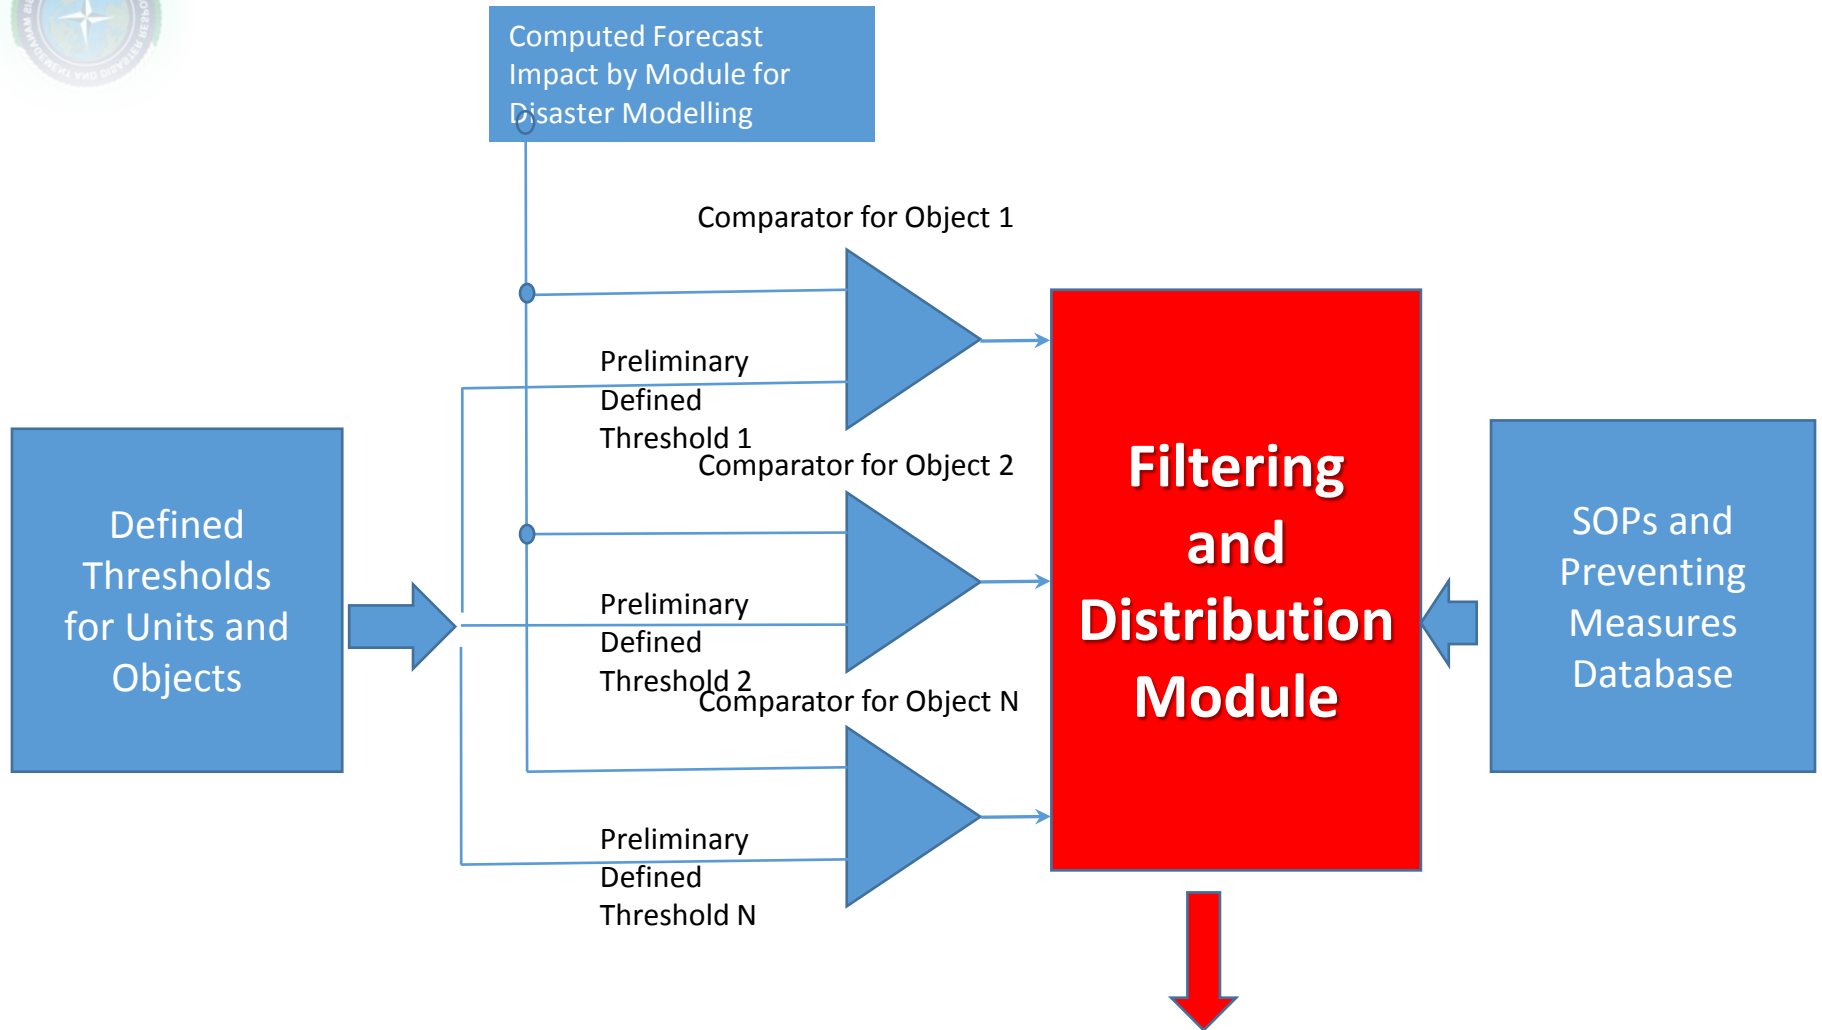 Computed Forecast
Impact by Module for
Disaster Modelling
Comparator for Object 1
Preliminary
Defined
Threshold 1
Comparator for Object 2
Preliminary
Defined
Threshold 2
Comparator for Object N
Preliminary
Defined
Threshold N
Defined
Thresholds
for Units and
Objects
Filtering
and
Distribution
Module
SOPs and
Preventing
Measures
Database